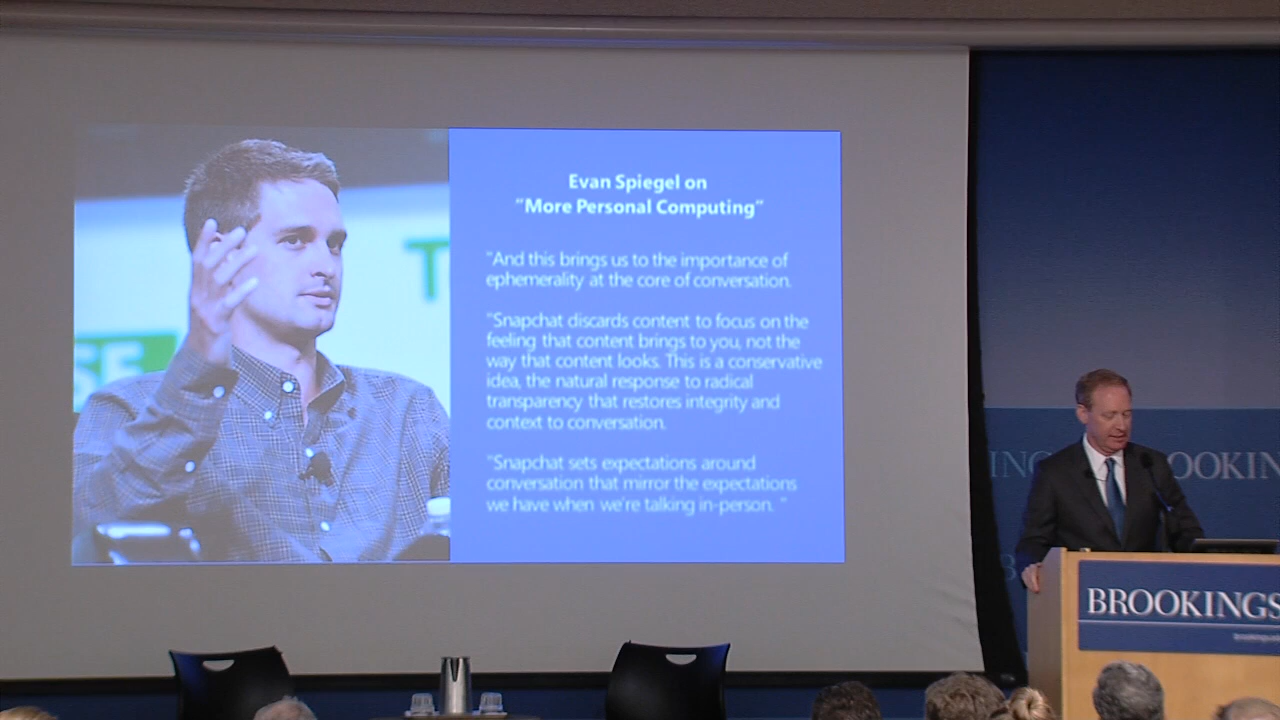 Evan Spiegel on
"More Personal Computing"
"And this brings us to the importance of
ephemerality at the core of conversation.
"Snapchat discards content to focus on the
feeling that content brings to you, not the
way that content looks. This is a conservative
idea, the natural response to radical
transparency that restores integrity and
context to conversation.
"Snapchat sets expectations around
conversation that mirror the expectations
we have when we're talking in-person. "
T
SE
ING
OOKIN
B
BROOKINGS